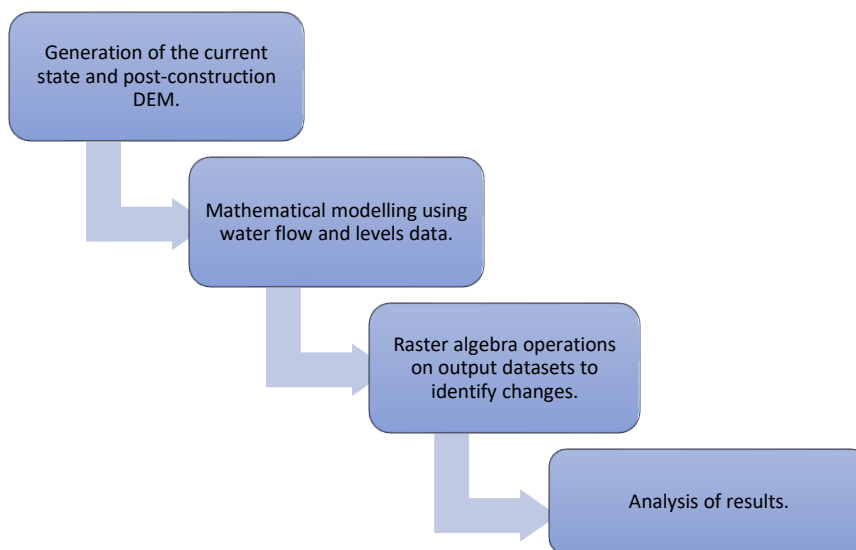 Generation of the current
state and post-construction
DEM.
Mathematical modelling using
water flow and levels data.
Raster algebra operations
on output datasets to
identify changes.
Analysis of results.